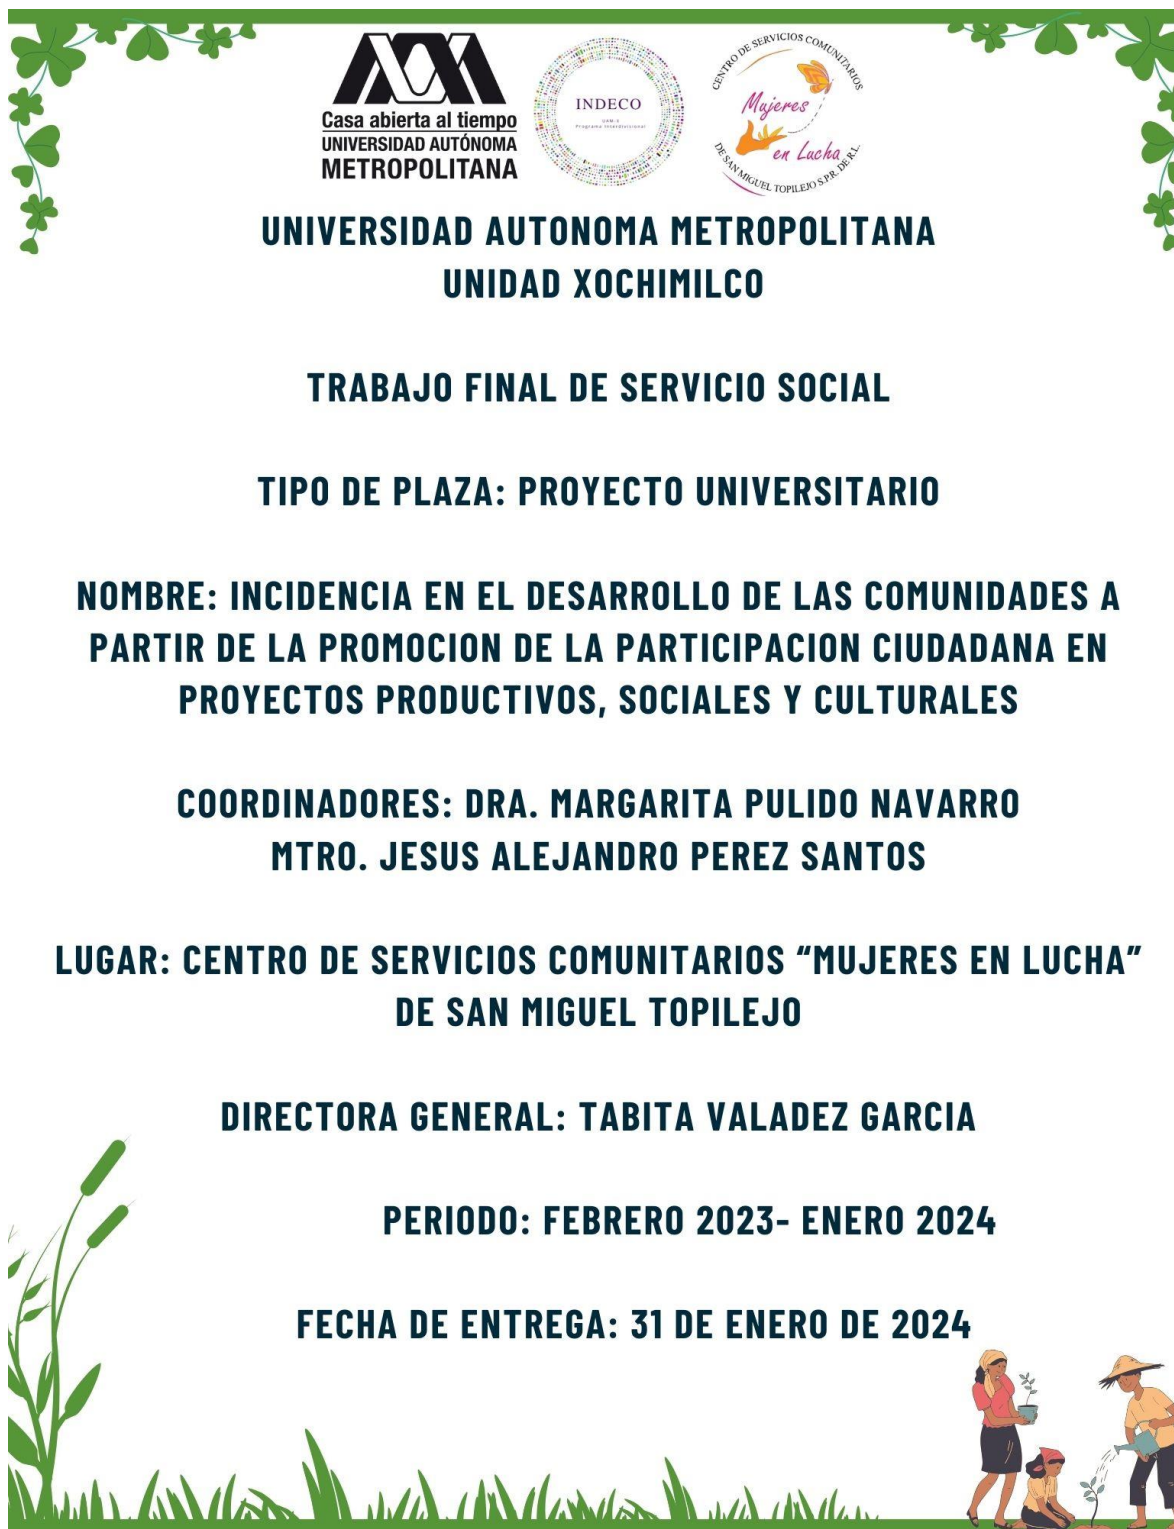 Casa abierta al tiempo
UNIVERSIDAD AUTÓNOMA
METROPOLITANA
INDECO
UAM-X
Programa Interdivisional
CENTRO DE SERVICIOS COMUNITARIOS
Mujeres
en Lucha
DE SAN MIGUEL TOPILEJO S.P.R. DE R.L.
UNIVERSIDAD AUTONOMA METROPOLITANA
UNIDAD XOCHIMILCO
TRABAJO FINAL DE SERVICIO SOCIAL
TIPO DE PLAZA: PROYECTO UNIVERSITARIO
NOMBRE: INCIDENCIA EN EL DESARROLLO DE LAS COMUNIDADES A
PARTIR DE LA PROMOCION DE LA PARTICIPACION CIUDADANA EN
PROYECTOS PRODUCTIVOS, SOCIALES Y CULTURALES
COORDINADORES: DRA. MARGARITA PULIDO NAVARRO
MTRO. JESUS ALEJANDRO PEREZ SANTOS
LUGAR: CENTRO DE SERVICIOS COMUNITARIOS “MUJERES EN LUCHA”
DE SAN MIGUEL TOPILEJO
DIRECTORA GENERAL: TABITA VALADEZ GARCIA
PERIODO: FEBRERO 2023- ENERO 2024
FECHA DE ENTREGA: 31 DE ENERO DE 2024